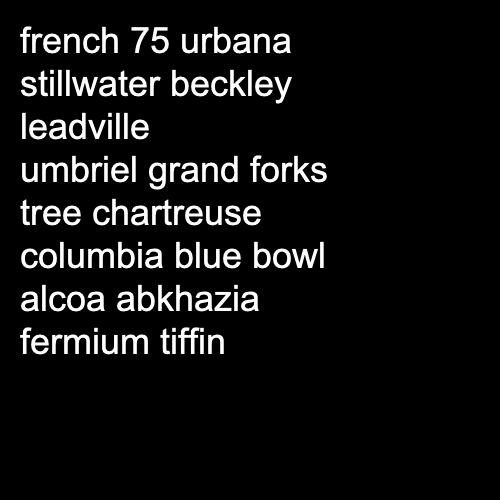 french 75 urbana
stillwater beckley
leadville
umbriel grand forks
tree chartreuse
columbia blue bowl
alcoa abkhazia
fermium tiffin